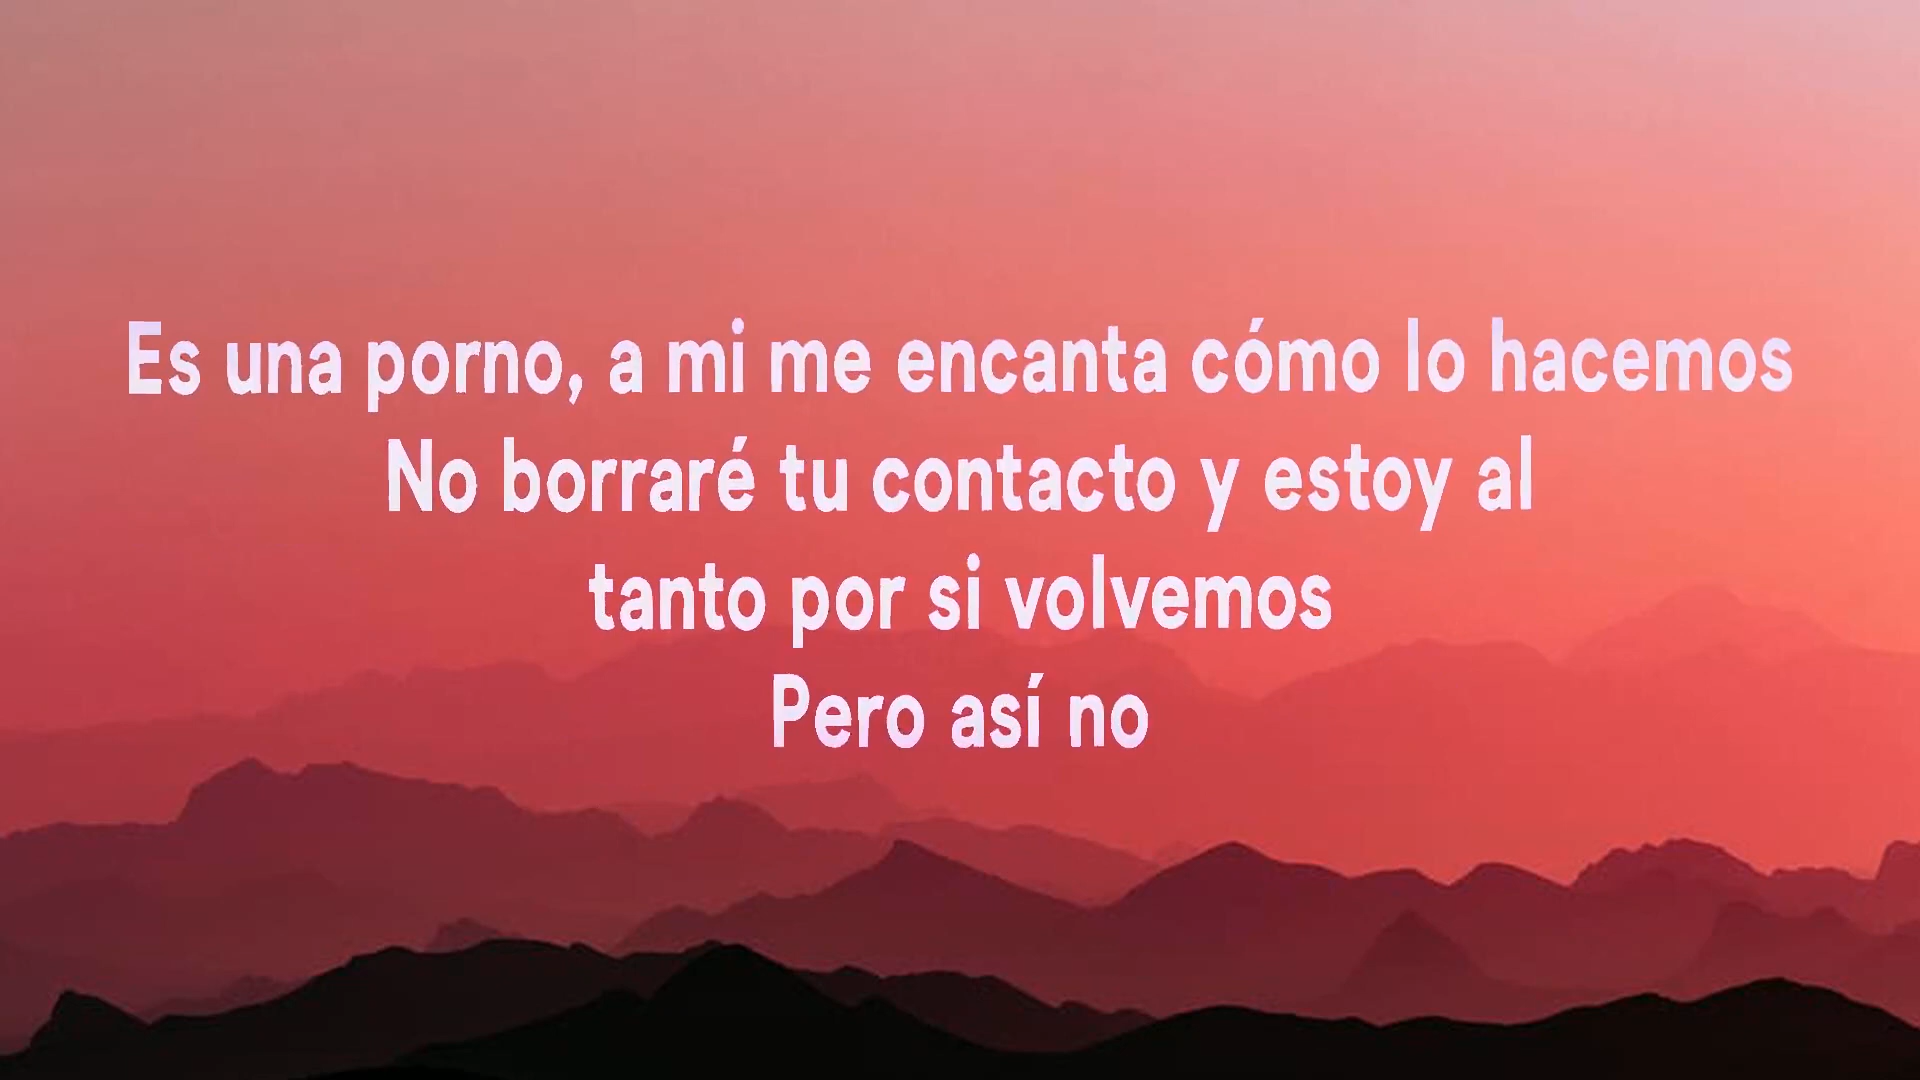 Es una porno, a mi me encanta cómo lo hacemos
No borraré tu contacto y estoy al
tanto por si volvemos
Pero así no